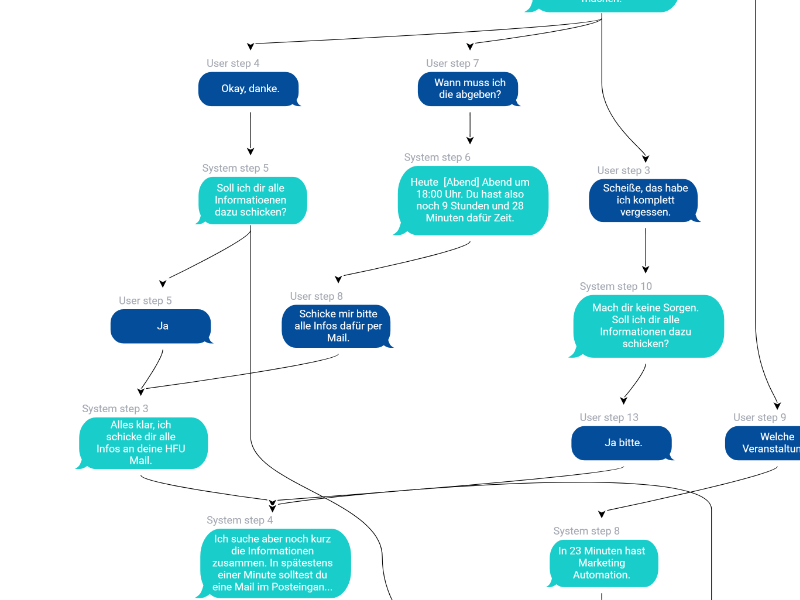 machen.
User step 4
Okay, danke.
User step 7
Wann muss ich
die abgeben?
System step 5
Soll ich dir alle
Informatioenen
dazu schicken?
System step 6
Heute [Abend] Abend um
18:00 Uhr. Du hast also
noch 9 Stunden und 28
Minuten dafür Zeit.
User step 3
Scheiße, das habe
ich komplett
vergessen.
System step 10
Mach dir keine Sorgen.
Soll ich dir alle
Informationen dazu
schicken?
User step 5
Ja
User step 8
Schicke mir bitte
alle Infos dafür per
Mail.
System step 3
Alles klar, ich
schicke dir alle
Infos an deine HFU
Mail.
User step 13
Ja bitte.
User step 9
Welche
Veranstaltun
System step 4
Ich suche aber noch kurz
die Informationen
zusammen. In spätestens
einer Minute solltest du
eine Mail im Posteingan...
System step 8
In 23 Minuten hast
Marketing
Automation.